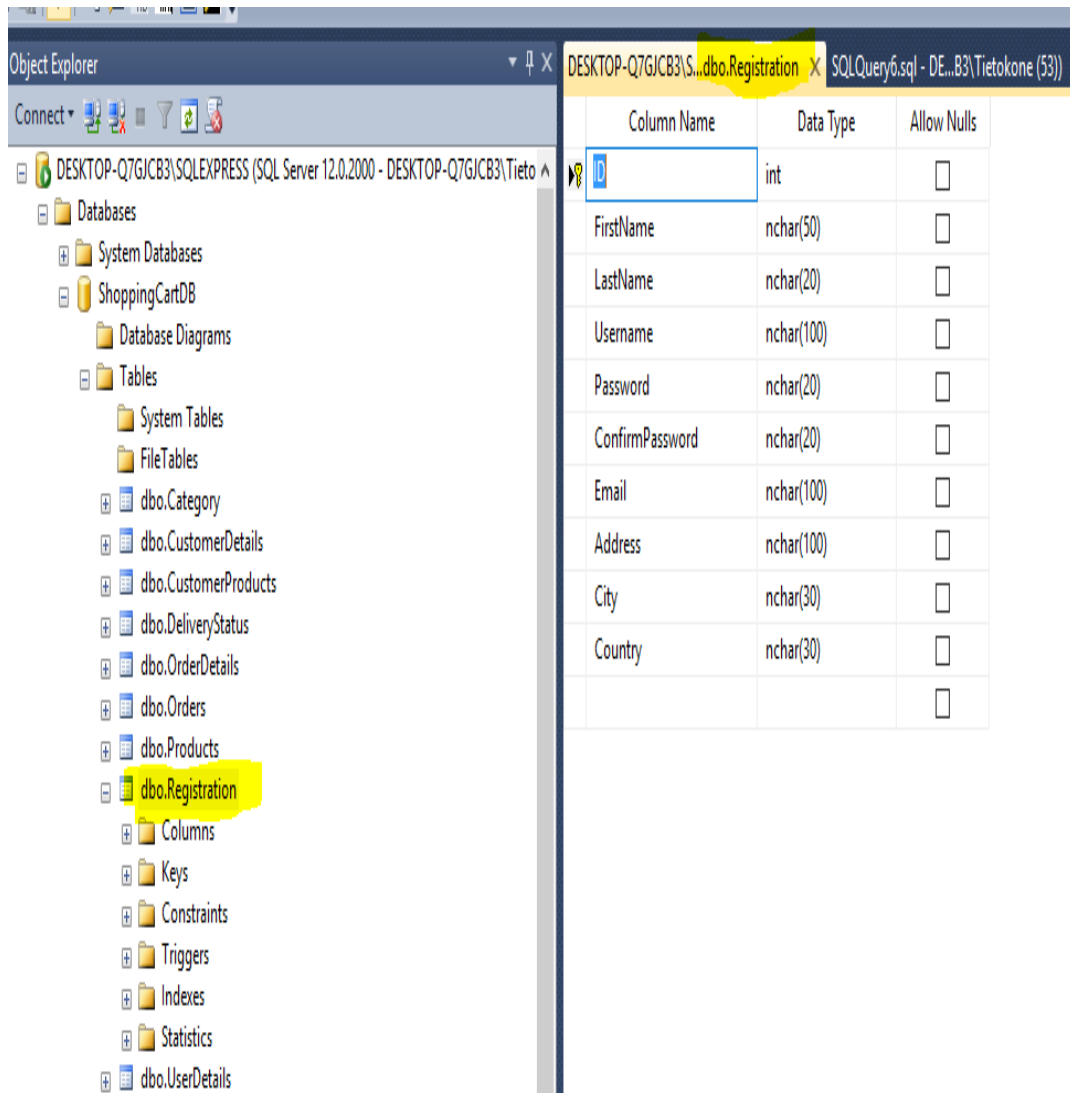 Object Explorer
Connect
DESKTOP-Q7GJCB3\SQLEXPRESS (SQL Server 12.0.2000 - DESKTOP-Q7GJCB3\Tieto
Databases
System Databases
ShoppingCartDB
Database Diagrams
Tables
System Tables
FileTables
dbo.Category
dbo.CustomerDetails
dbo.CustomerProducts
dbo.DeliveryStatus
dbo.OrderDetails
dbo.Orders
dbo.Products
dbo.Registration
Columns
Keys
Constraints
Triggers
Indexes
Statistics
dbo.UserDetails
DESKTOP-Q7GJCB3\S...dbo.Registration X SQLQuery6.sql - DE...B3\Tietokone (53))
Column Name Data Type Allow Nulls
ID int
FirstName nchar(50)
LastName nchar(20)
Username nchar(100)
Password nchar(20)
ConfirmPassword nchar(20)
Email nchar(100)
Address nchar(100)
City nchar(30)
Country nchar(30)